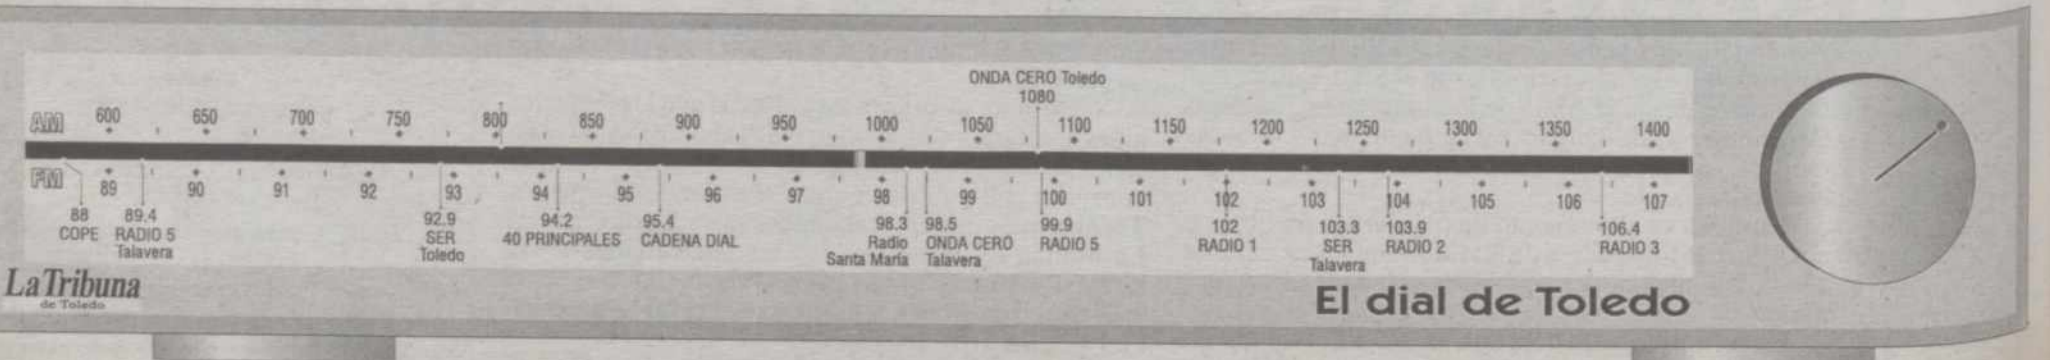 ONDA CERO Toledo
1080
AM 600 650 700 750 800 850 900 950 1000 1050 1100 1150 1200 1250 1300 1350 1400
FM 89 90 91 92 93 94 95 96 97 98 99 100 101 102 103 104 105 106 107
88
COPE
89.4
RADIO 5
Talavera
92.9
SER
Toledo
94.2
40 PRINCIPALES
95.4
CADENA DIAL
98.3
Radio
Santa María
98.5
ONDA CERO
Talavera
99.9
RADIO 5
102
RADIO 1
103.3
SER
Talavera
103.9
RADIO 2
106.4
RADIO 3
La Tribuna
de Toledo
El dial de Toledo